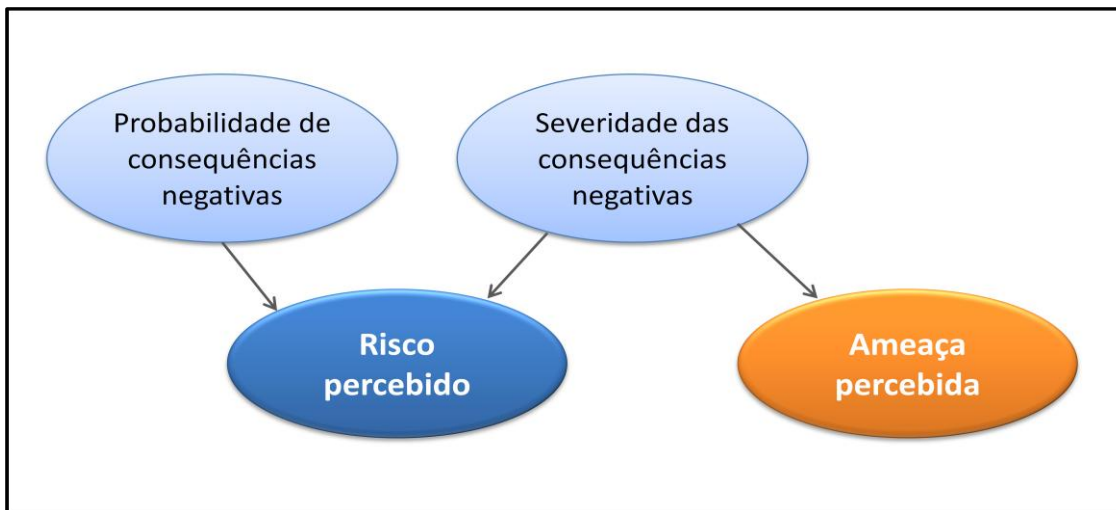 Probabilidade de
consequências
negativas
Severidade das
consequências
negativas
Risco
percebido
Ameaça
percebida